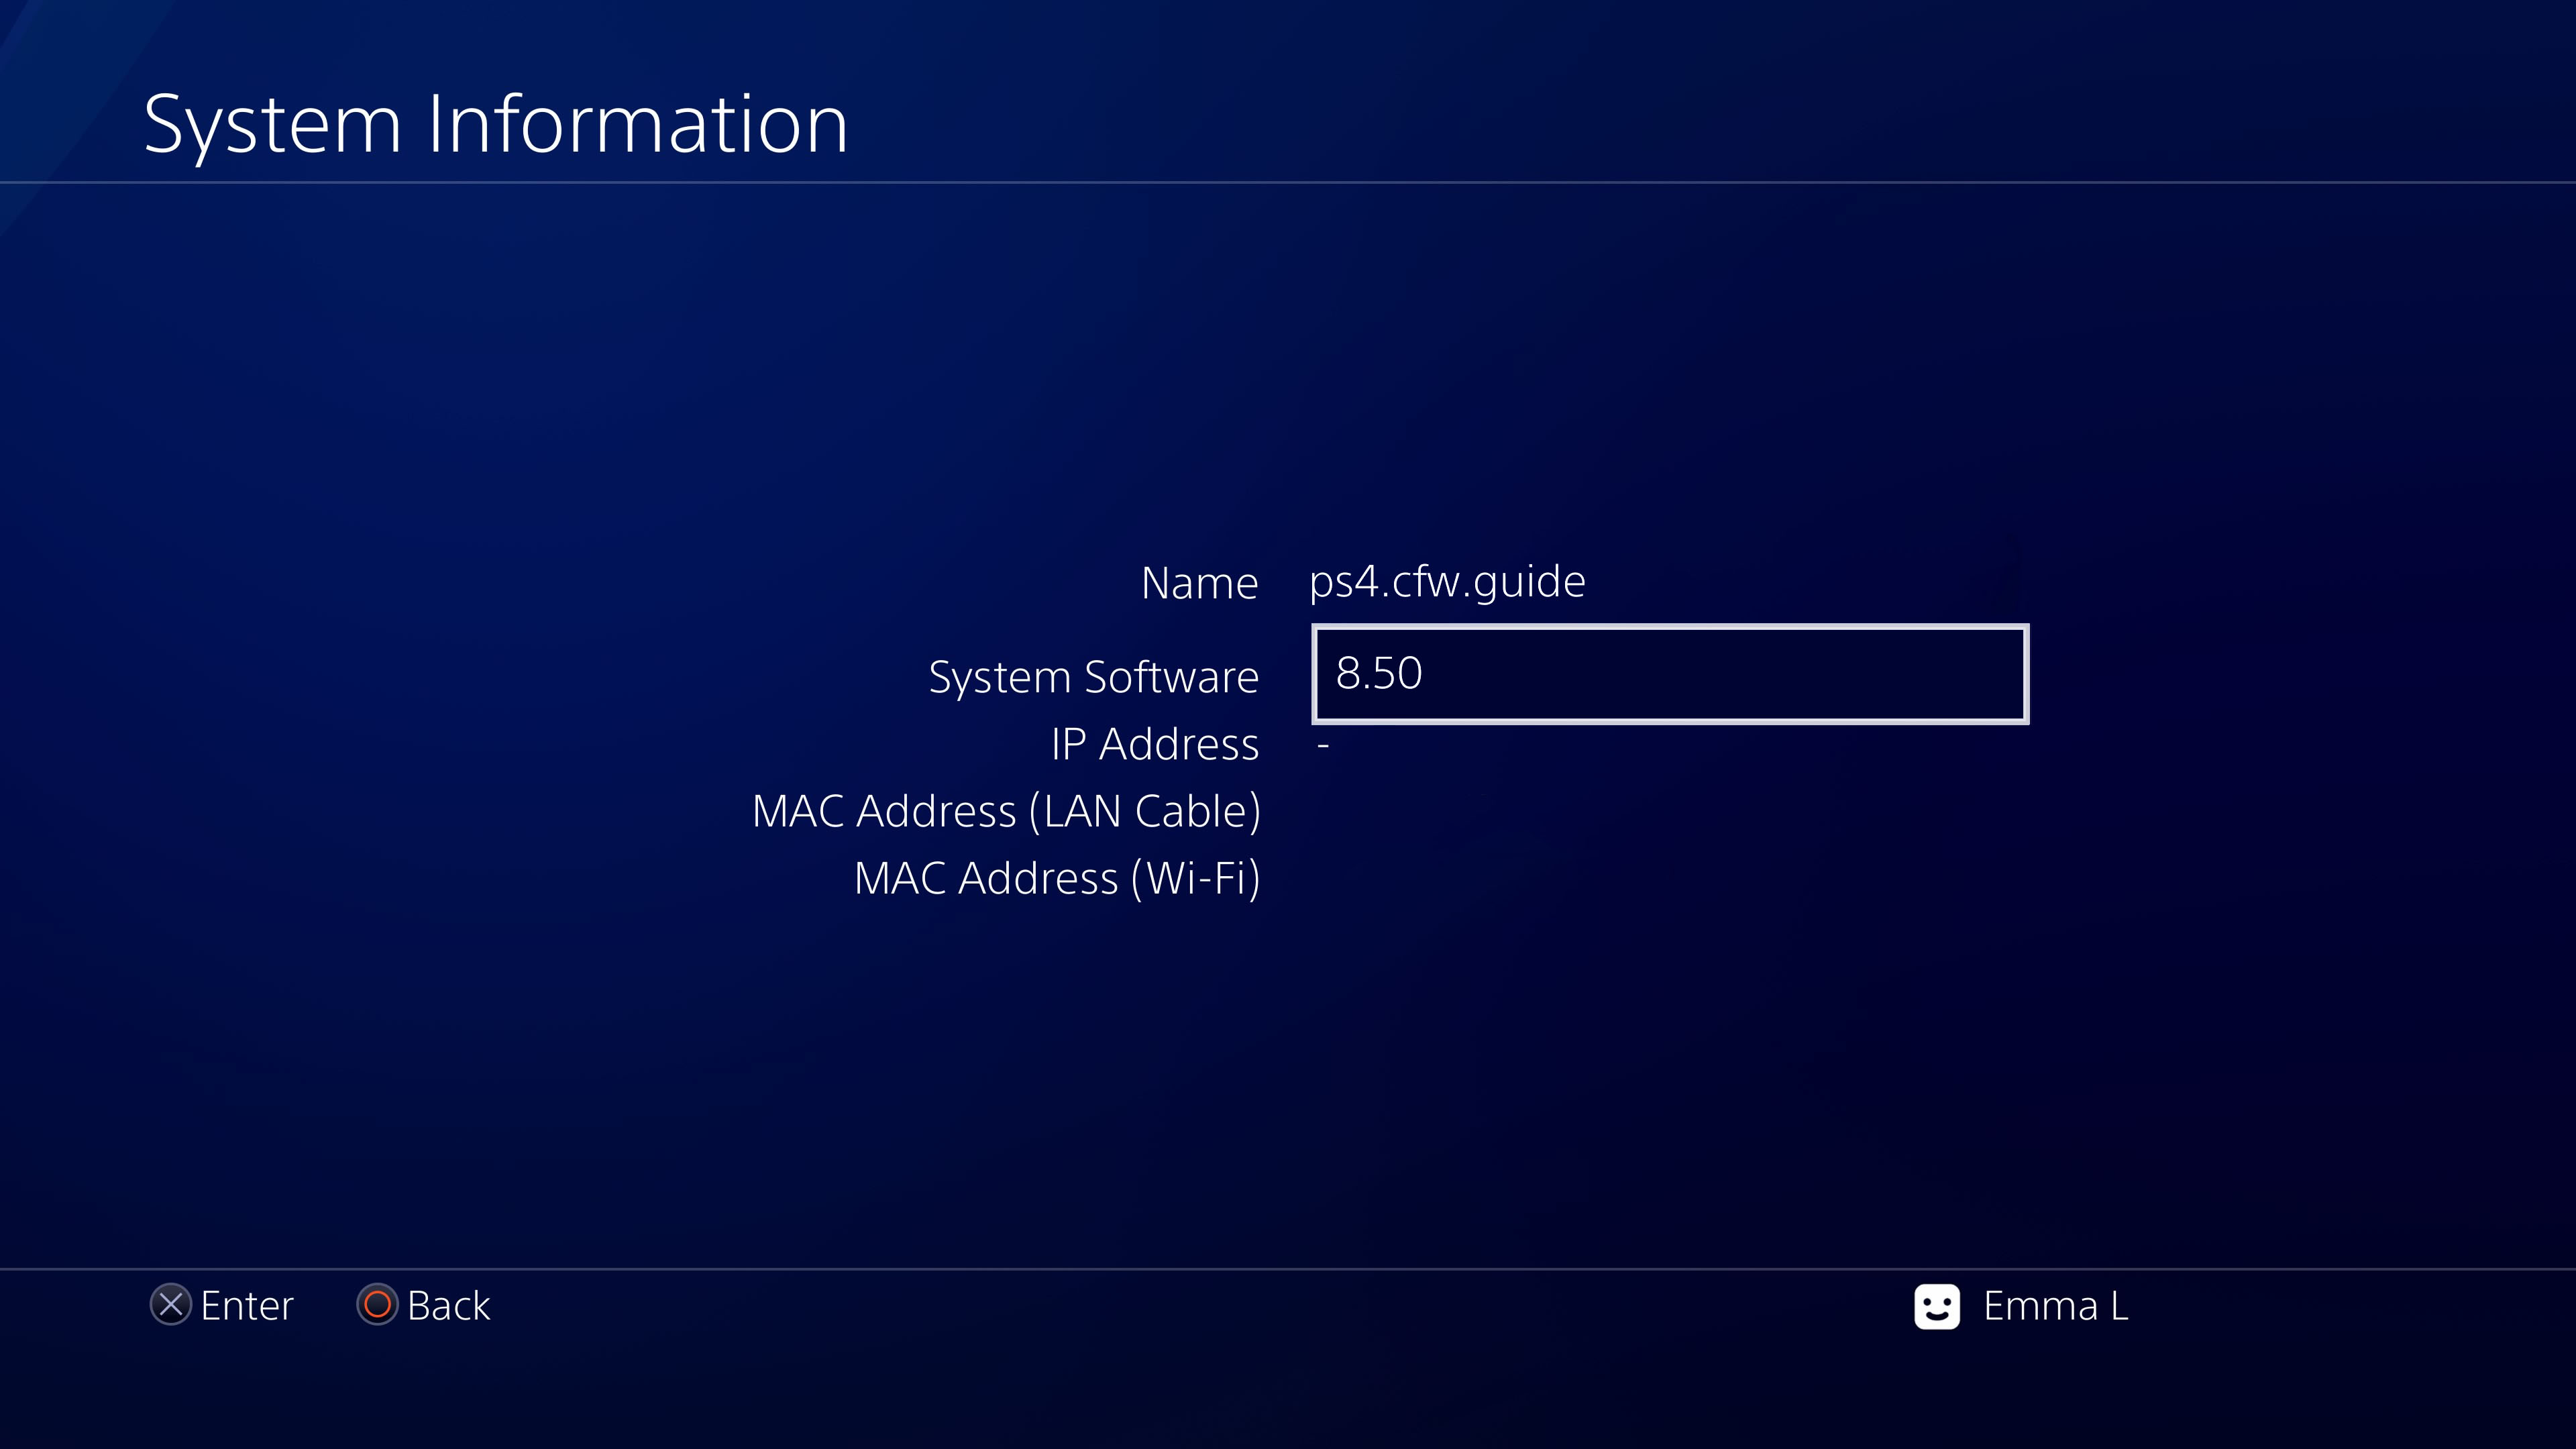 System Information
Name ps4.cfw.guide
System Software 8.50
IP Address -
MAC Address (LAN Cable)
MAC Address (Wi-Fi)
Enter Back Emma L